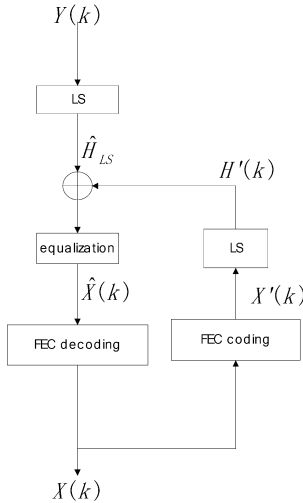 Y(k)
LS
Ĥ_LS
H'(k)
equalization
LS
X̂(k)
X'(k)
FEC decoding
FEC coding
X(k)